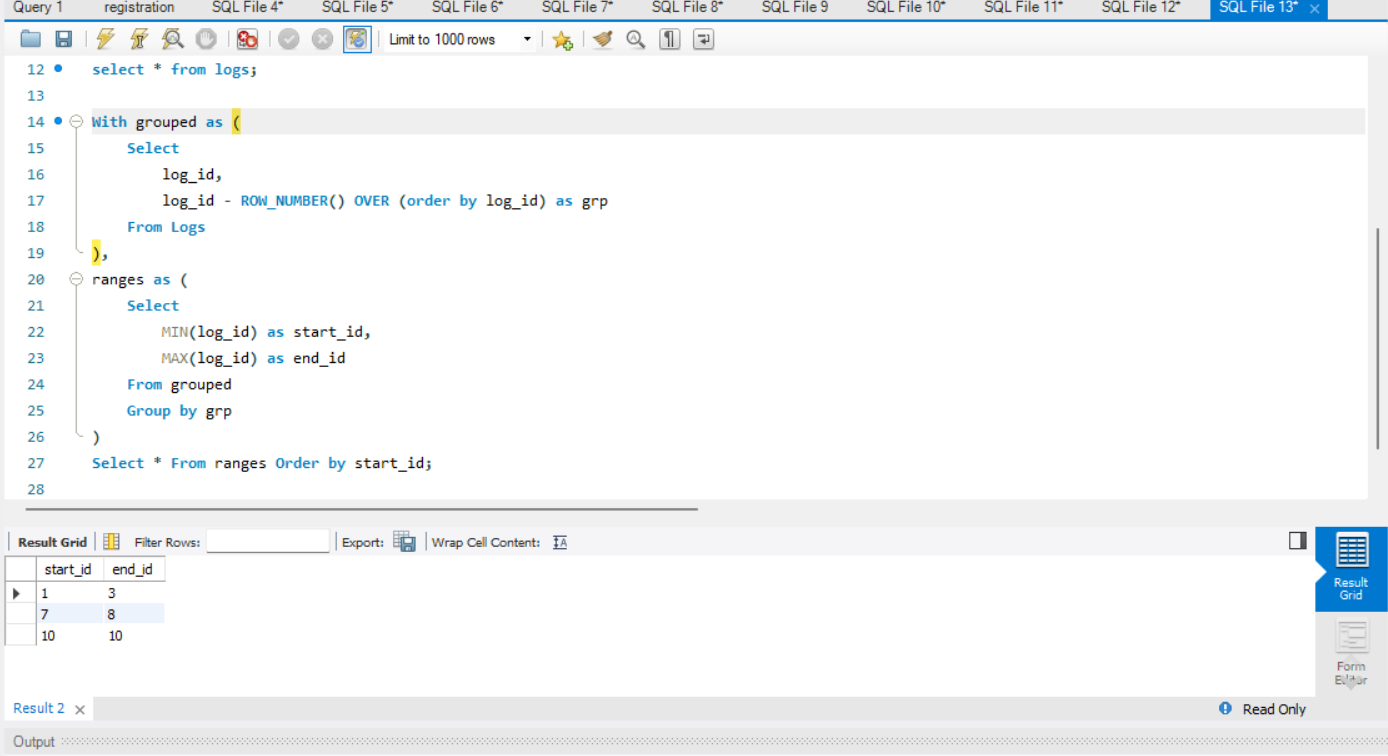 Query 1 registration SQL File 4* SQL File 5* SQL File 6* SQL File 7* SQL File 8* SQL File 9 SQL File 10* SQL File 11* SQL File 12* SQL File 13*
Limit to 1000 rows
12 select * from logs;
13
14 With grouped as (
15 Select
16 log_id,
17 log_id - ROW_NUMBER() OVER (order by log_id) as grp
18 From Logs
19 ),
20 ranges as (
21 Select
22 MIN(log_id) as start_id,
23 MAX(log_id) as end_id
24 From grouped
25 Group by grp
26 )
27 Select * From ranges Order by start_id;
28
Result Grid Filter Rows: Export: Wrap Cell Content: IA
start_id end_id
1 3
7 8
10 10
Result
Grid
Form
Editor
Result 2 Read Only
Output